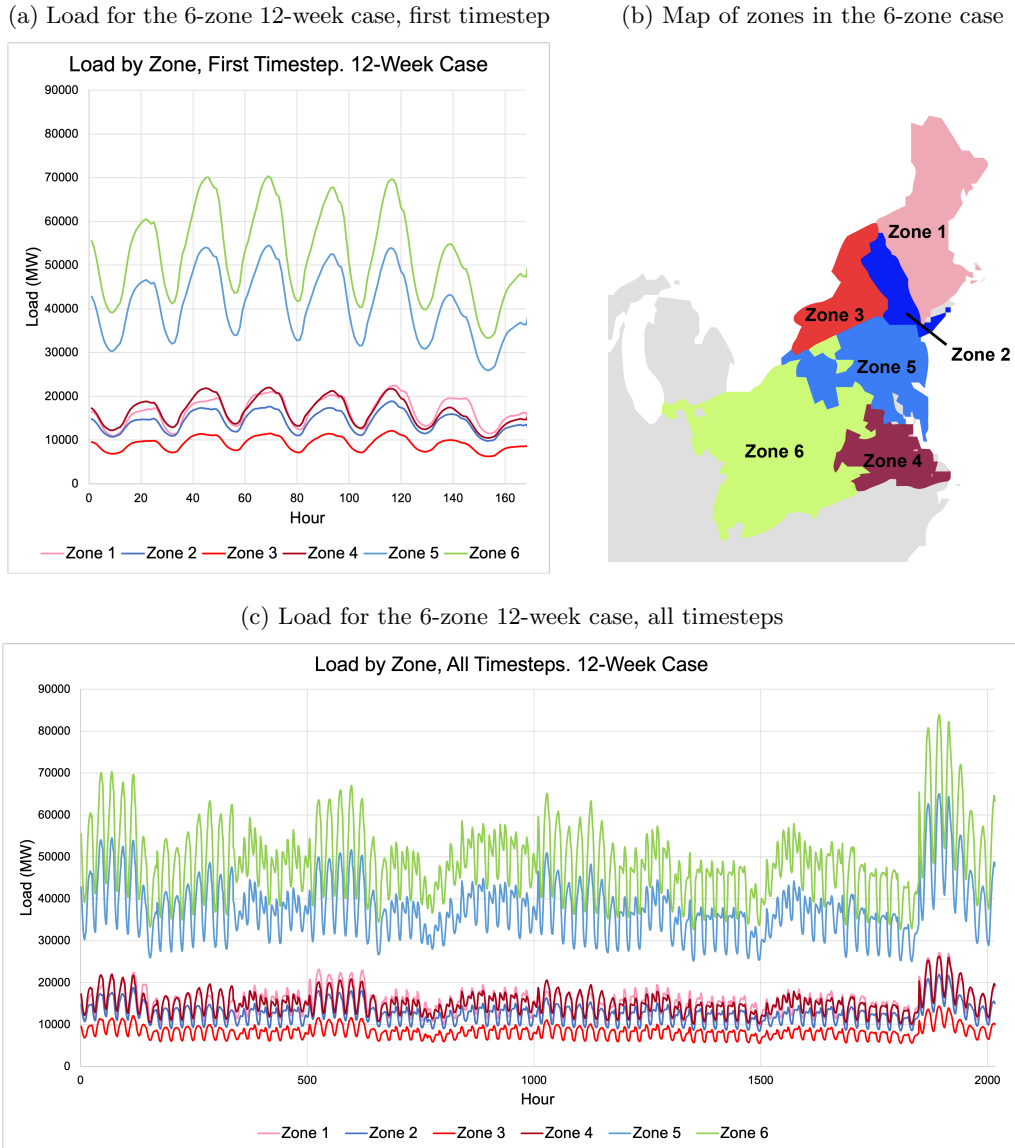 (a) Load for the 6-zone 12-week case, first timestep
Load by Zone, First Timestep. 12-Week Case
90000
80000
70000
60000
50000
40000
30000
20000
10000
0
Load (MW)
0 20 40 60 80 100 120 140 160
Hour
Zone 1 Zone 2 Zone 3 Zone 4 Zone 5 Zone 6
(b) Map of zones in the 6-zone case
Zone 1
Zone 3
Zone 2
Zone 5
Zone 6
Zone 4
(c) Load for the 6-zone 12-week case, all timesteps
Load by Zone, All Timesteps. 12-Week Case
90000
80000
70000
60000
50000
40000
30000
20000
10000
0
Load (MW)
0 500 1000 1500 2000
Hour
Zone 1 Zone 2 Zone 3 Zone 4 Zone 5 Zone 6